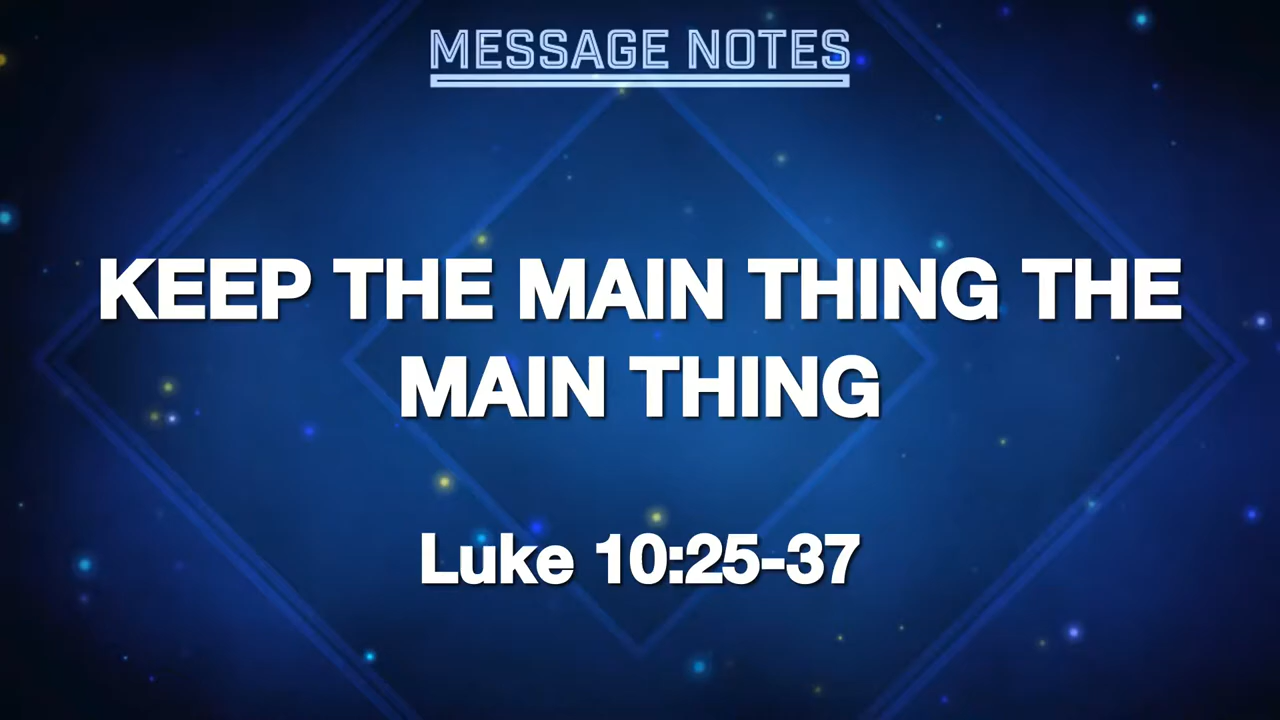 MESSAGE NOTES
KEEP THE MAIN THING THE
MAIN THING
Luke 10:25-37